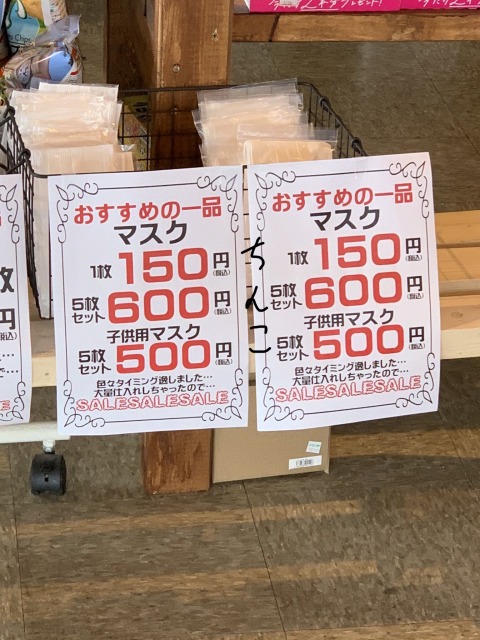 おすすめの一品
マスク
1枚 150円(税込)
5枚セット 600円(税込)
子供用マスク
5枚セット 500円(税込)
色々タイミング逸しました…
大量仕入れしちゃったので…
SALESALESALE
ちんこ
おすすめの一品
マスク
1枚 150円(税込)
5枚セット 600円(税込)
子供用マスク
5枚セット 500円(税込)
色々タイミング逸しました…
大量仕入れしちゃったので…
SALESALESALE